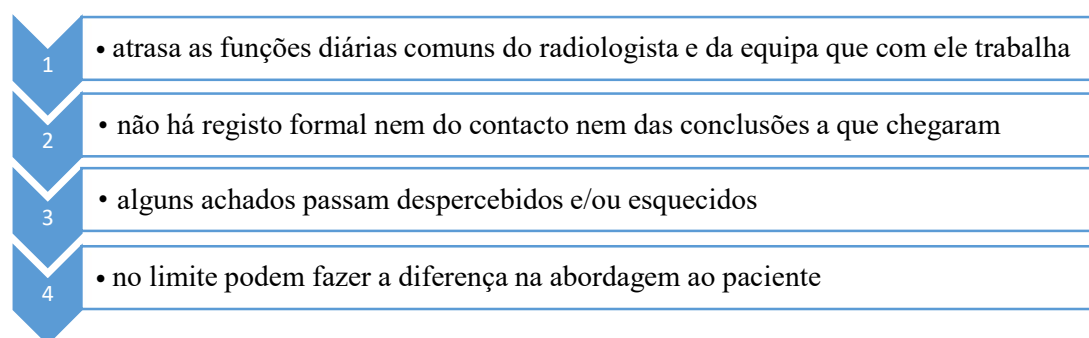 1 • atrasa as funções diárias comuns do radiologista e da equipa que com ele trabalha
2 • não há registo formal nem do contacto nem das conclusões a que chegaram
3 • alguns achados passam despercebidos e/ou esquecidos
4 • no limite podem fazer a diferença na abordagem ao paciente